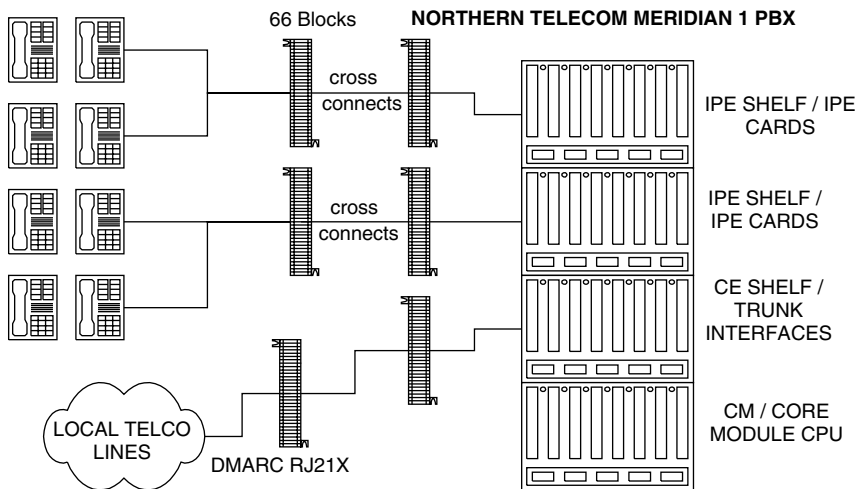 66 Blocks
NORTHERN TELECOM MERIDIAN 1 PBX
cross
connects
IPE SHELF / IPE
CARDS
cross
connects
IPE SHELF /
IPE CARDS
CE SHELF /
TRUNK
INTERFACES
LOCAL TELCO
LINES
DMARC RJ21X
CM / CORE
MODULE CPU